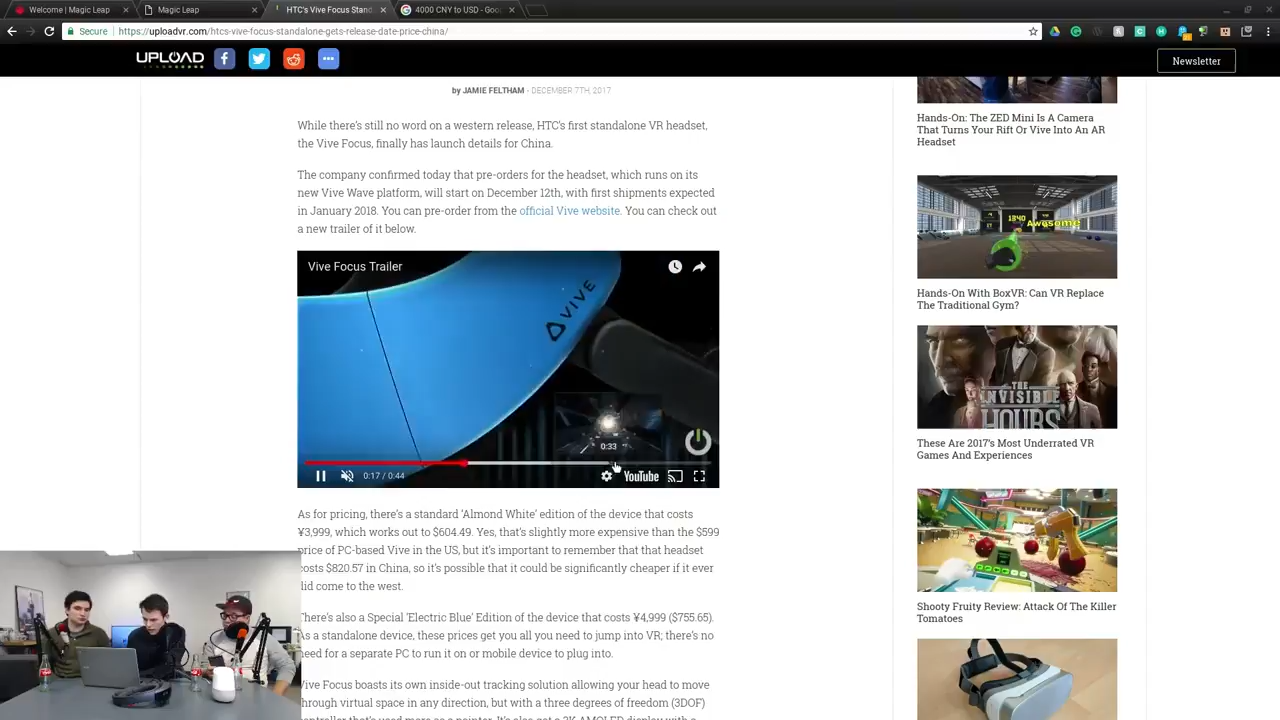 Welcome | Magic Leap
Magic Leap
HTC's Vive Focus Stand
4000 CNY to USD - Goo
Secure
https://uploadvr.com/htcs-vive-focus-standalone-gets-release-date-price-china/
UPLOAD
Newsletter
by JAMIE FELTHAM - DECEMBER 7TH, 2017
While there's still no word on a western release, HTC's first standalone VR headset,
the Vive Focus, finally has launch details for China.
The company confirmed today that pre-orders for the headset, which runs on its
new Vive Wave platform, will start on December 12th, with first shipments expected
in January 2018. You can pre-order from the official Vive website. You can check out
a new trailer of it below.
Vive Focus Trailer
VIVE
0:33
0:17 / 0:44
YouTube
As for pricing, there's a standard 'Almond White' edition of the device that costs
¥3,999, which works out to $604.49. Yes, that's slightly more expensive than the $599
price of PC-based Vive in the US, but it's important to remember that that headset
costs $820.57 in China, so it's possible that it could be significantly cheaper if it ever
did come to the west.
There's also a Special 'Electric Blue' Edition of the device that costs ¥4,999 ($755.65).
As a standalone device, these prices get you all you need to jump into VR; there's no
need for a separate PC to run it on or mobile device to plug into.
Vive Focus boasts its own inside-out tracking solution allowing your head to move
through virtual space in any direction, but with a three degrees of freedom (3DOF)
controller that's used more as a pointer. It's also got a 3K AMOLED display with a
Hands-On: The ZED Mini Is A Camera
That Turns Your Rift Or Vive Into An AR
Headset
1340
Awesome
Hands-On With BoxVR: Can VR Replace
The Traditional Gym?
THE
INVISIBLE
HOURS
These Are 2017's Most Underrated VR
Games And Experiences
Shooty Fruity Review: Attack Of The Killer
Tomatoes